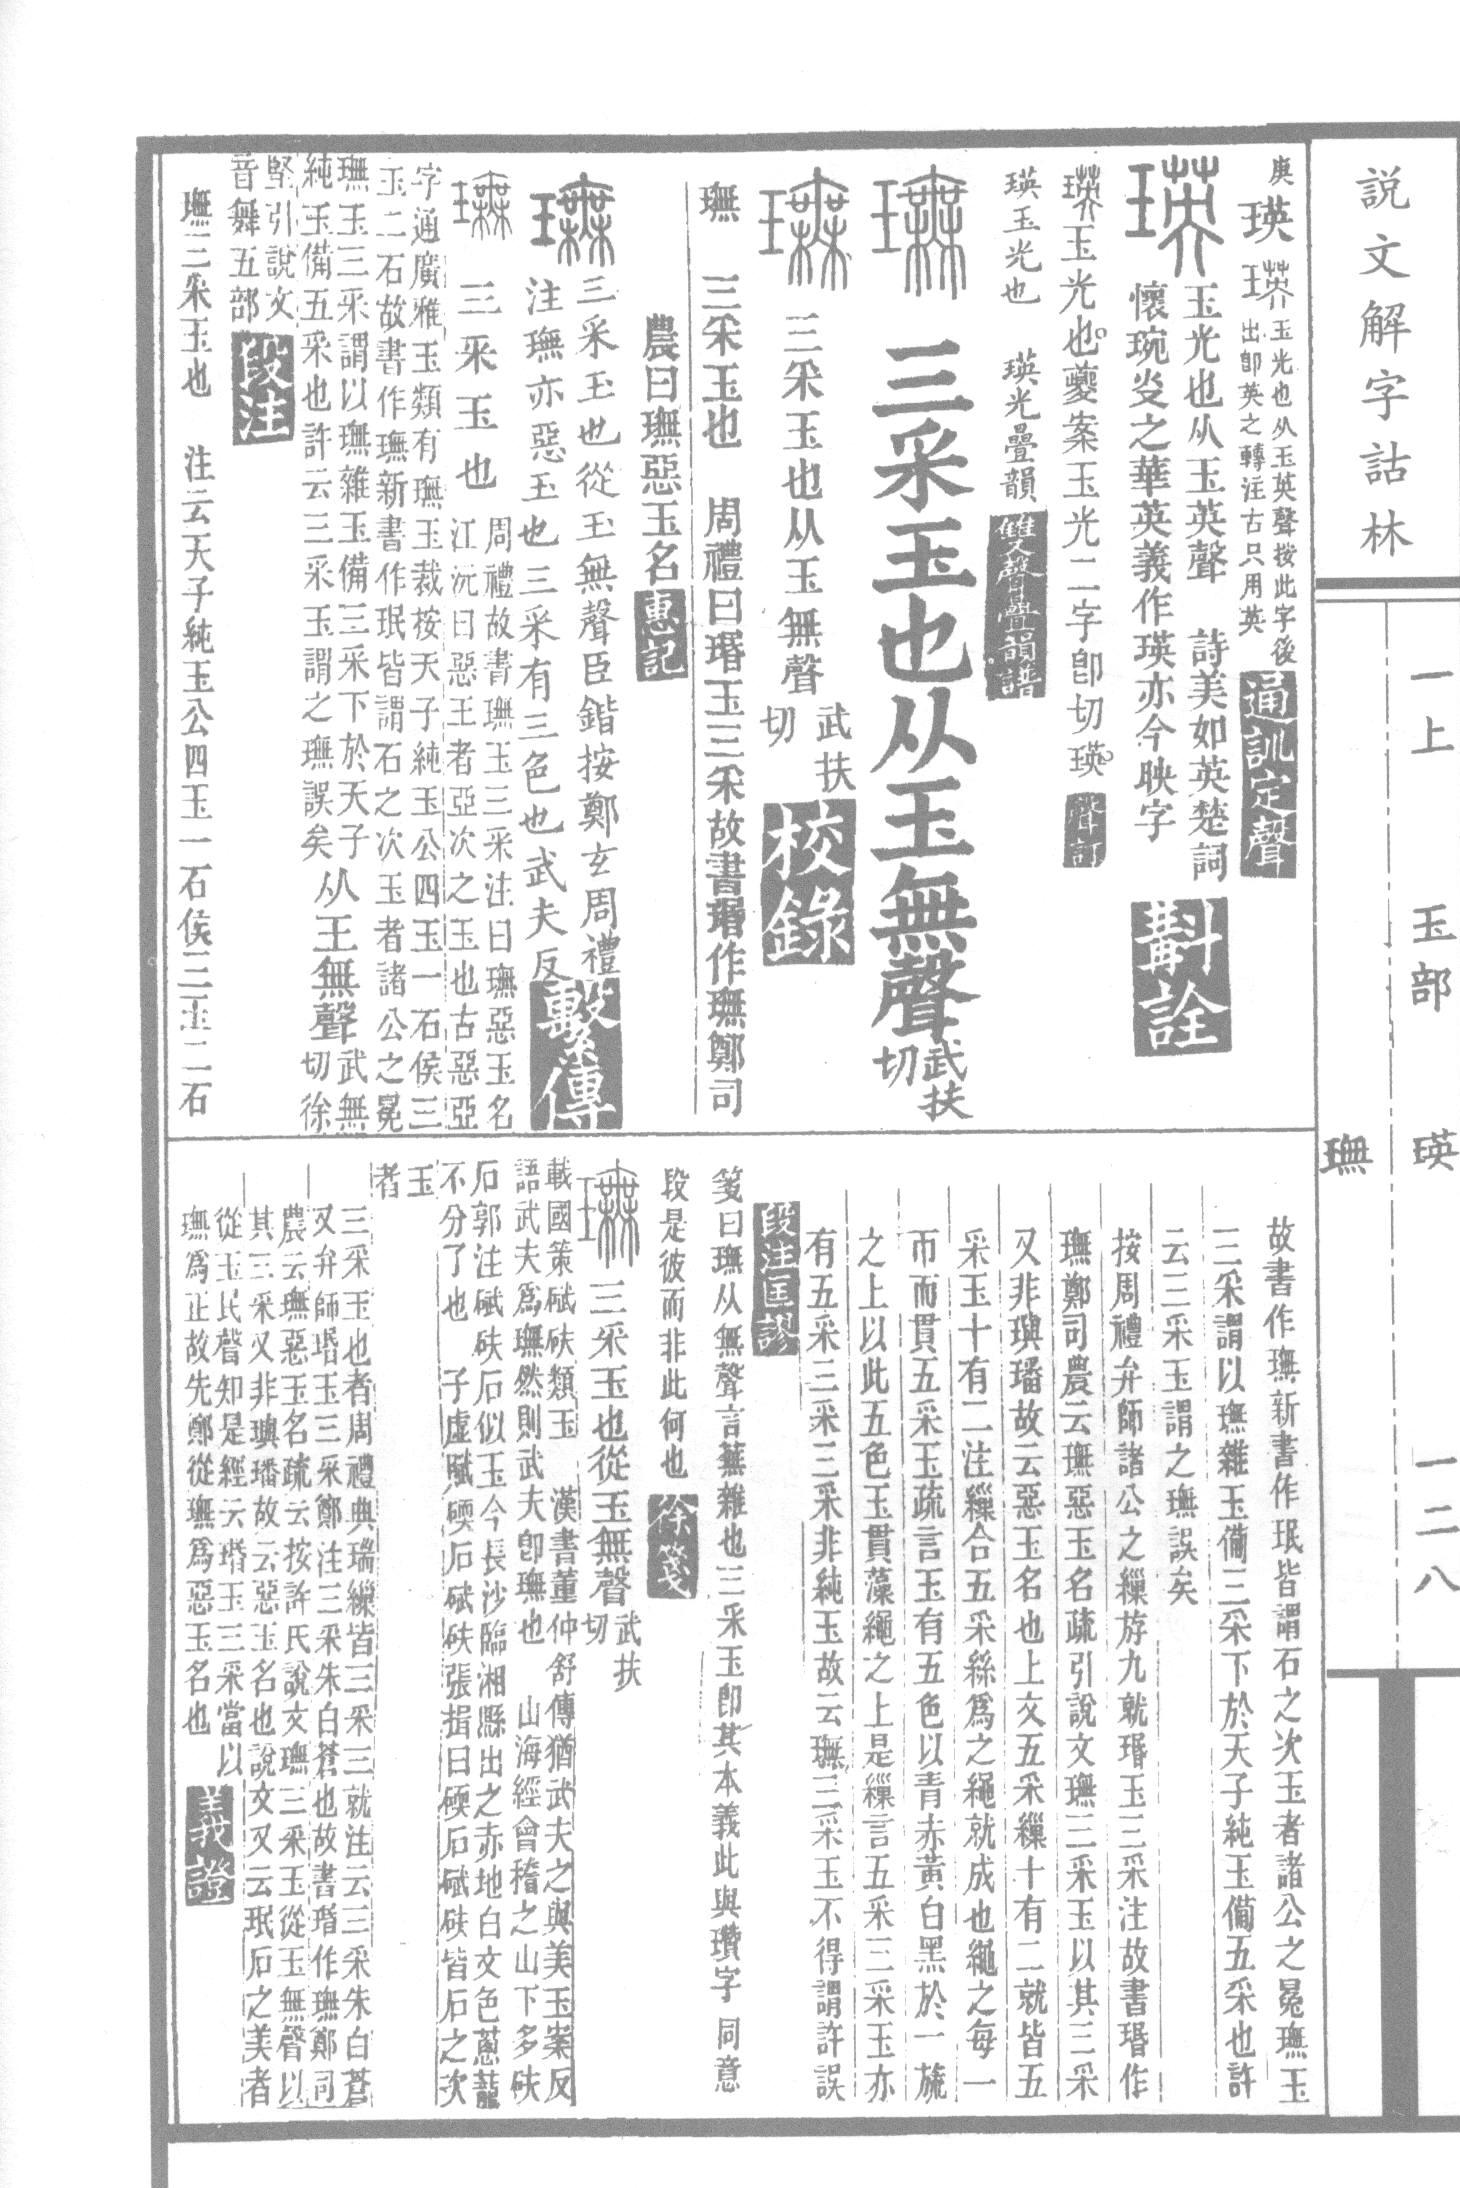 說文解字詁林
一上 玉部 瑛 一二八
璑
庚 瑛
瑛 玉光也从玉英聲按此字後
出卽英之轉注古只用英 通訓定聲
瑛 玉光也从玉英聲 詩美如英楚詞
懷琬炎之華英義作瑛亦今映字 斠詮
瑛玉光也夔案玉光二字卽切瑛 聲訂
瑛玉光也 瑛光疊韻 雙聲疊韻譜
璑 三采玉也从玉無聲 武扶切
璑 三采玉也从玉無聲 武扶切 校錄
璑 三采玉也 周禮曰瑉玉三采故書瑉作璑鄭司
農曰璑惡玉名 惠記
璑 三采玉也從玉無聲臣鍇按鄭玄周禮
注璑亦惡玉也三采有三色也武夫反 繫傳
璑 三采玉也 周禮故書璑玉三采注曰璑惡玉名
江沅曰惡玉者亞次之玉也古惡亞
字通廣雅玉類有璑玉裁按天子純玉公四玉一石侯三
玉二石故書作璑新書作珉皆謂石之次玉者諸公之冕
璑玉三采謂以璑雜玉備三采下於天子
純玉備五采也許云三采玉謂之璑誤矣 从王無聲 武無切徐
堅引說文
音舞五部 段注
璑三采玉也 注云天子純玉公四玉一石侯三玉二石
故書作璑新書作珉皆謂石之次玉者諸公之冕璑玉
三采謂以璑雜玉備三采下於天子純玉備五采也許
云三采玉謂之璑誤矣
按周禮弁師諸公之繅斿九就瑉玉三采注故書瑉作
璑鄭司農云璑惡玉名疏引說文璑三采玉以其三采
又非璵璠故云惡玉名也上文五采繅十有二就皆五
采玉十有二注繅合五采絲爲之繩就成也繩之每一
帀而貫五采玉疏言玉有五色以青赤黃白黑於一旒
之上以此五色玉貫藻繩之上是繅言五采三采玉亦
有五采三采三采非純玉故云璑三采玉不得謂許誤
段注匡謬
箋曰璑从無聲言蕪雜也三采玉卽其本義此與瓚字同意
段是彼而非此何也 徐箋
璑 三采玉也從玉無聲 武扶切
戰國策碔砆類玉 漢書董仲舒傳猶武夫之與美玉案反
語武夫爲璑然則武夫卽璑也 山海經會稽之山下多砆
石郭注碔砆石似玉今長沙臨湘縣出之赤地白文色蔥蘢
不分了也 子虛賦碝石碔砆張揖曰碝石碔砆皆石之次
玉者
三采玉也者周禮典瑞繅皆三采三就注云三采朱白蒼
又弁師瑉玉三采鄭注三采朱白蒼也故書瑉作璑鄭司
農云璑惡玉名疏云按許氏說文璑三采玉從玉無聲以
其三采又非璵璠故云惡玉名也說文又云珉石之美者
從玉民聲知是經云瑉玉三采當以
璑爲正故先鄭從璑爲惡玉名也 義證